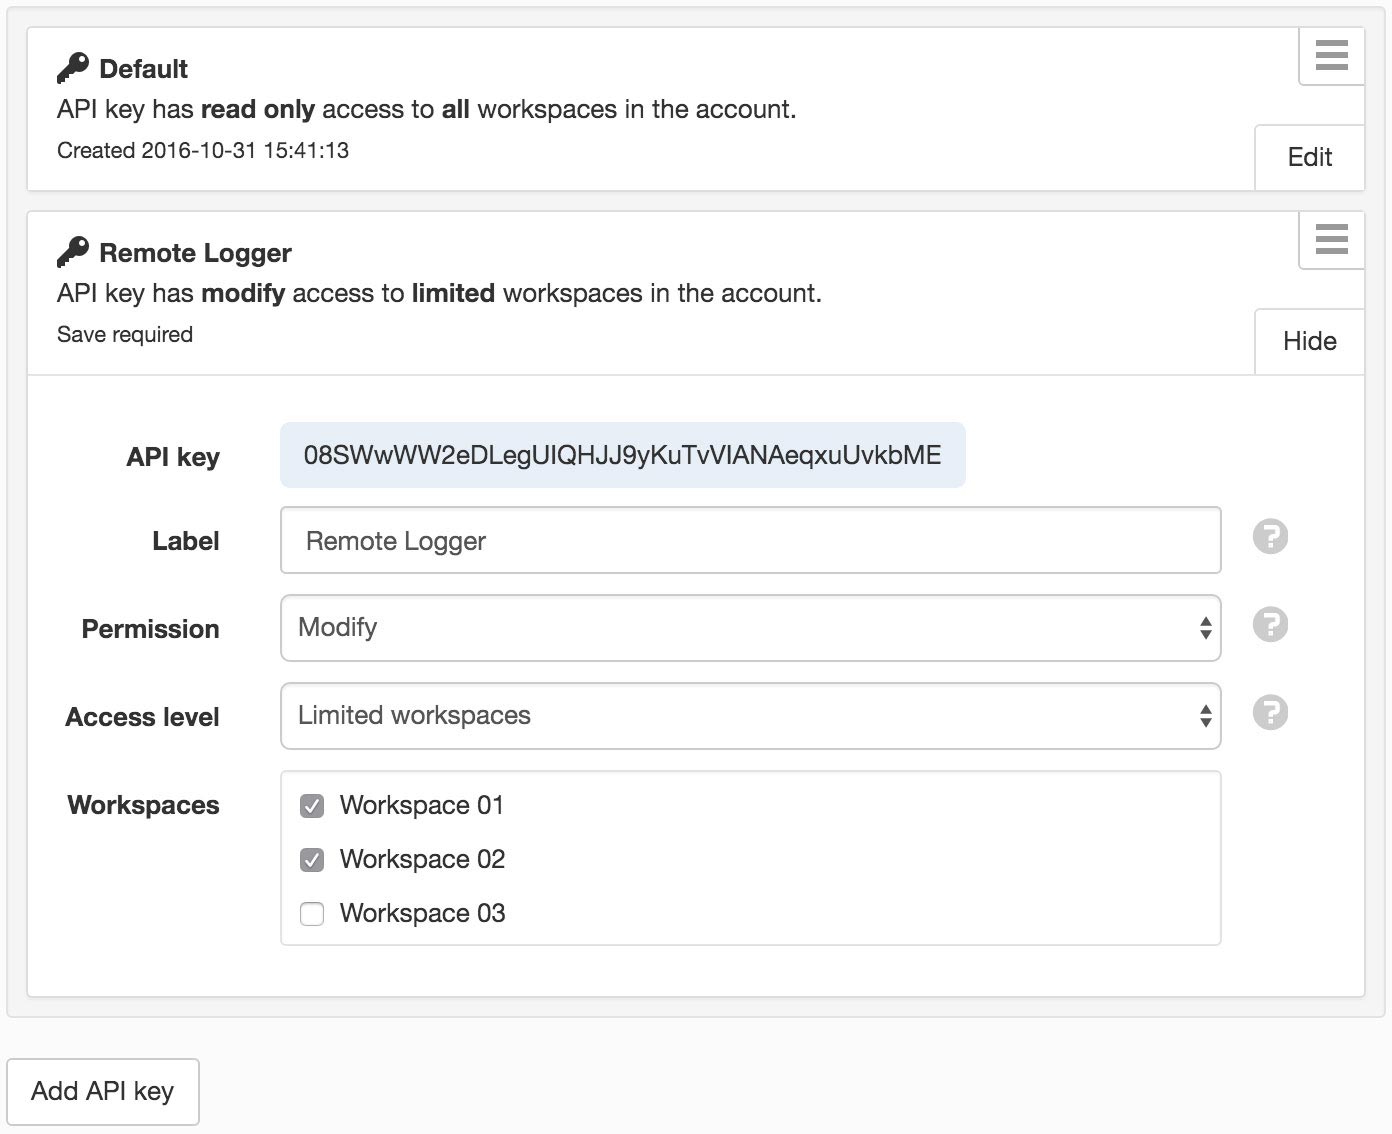 Default
API key has read only access to all workspaces in the account.
Created 2016-10-31 15:41:13
Edit
Remote Logger
API key has modify access to limited workspaces in the account.
Save required
Hide
API key 08SWwWW2eDLegUIQHJJ9yKuTvVIANAeqxuUvkbME
Label Remote Logger ?
Permission Modify ?
Access level Limited workspaces ?
Workspaces Workspace 01
Workspace 02
Workspace 03
Add API key